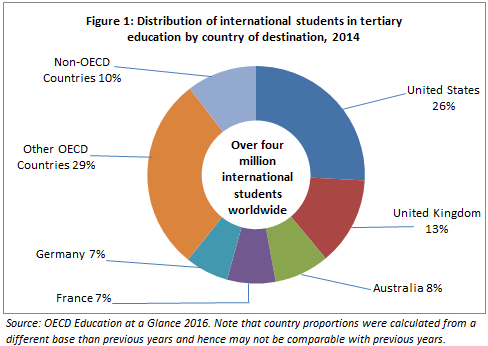 Figure 1: Distribution of international students in tertiary
education by country of destination, 2014
Non-OECD
Countries 10%
United States
26%
Other OECD
Countries 29%
Over four
million
international
students
worldwide
United Kingdom
13%
Germany 7%
Australia 8%
France 7%
Source: OECD Education at a Glance 2016. Note that country proportions were calculated from a
different base than previous years and hence may not be comparable with previous years.